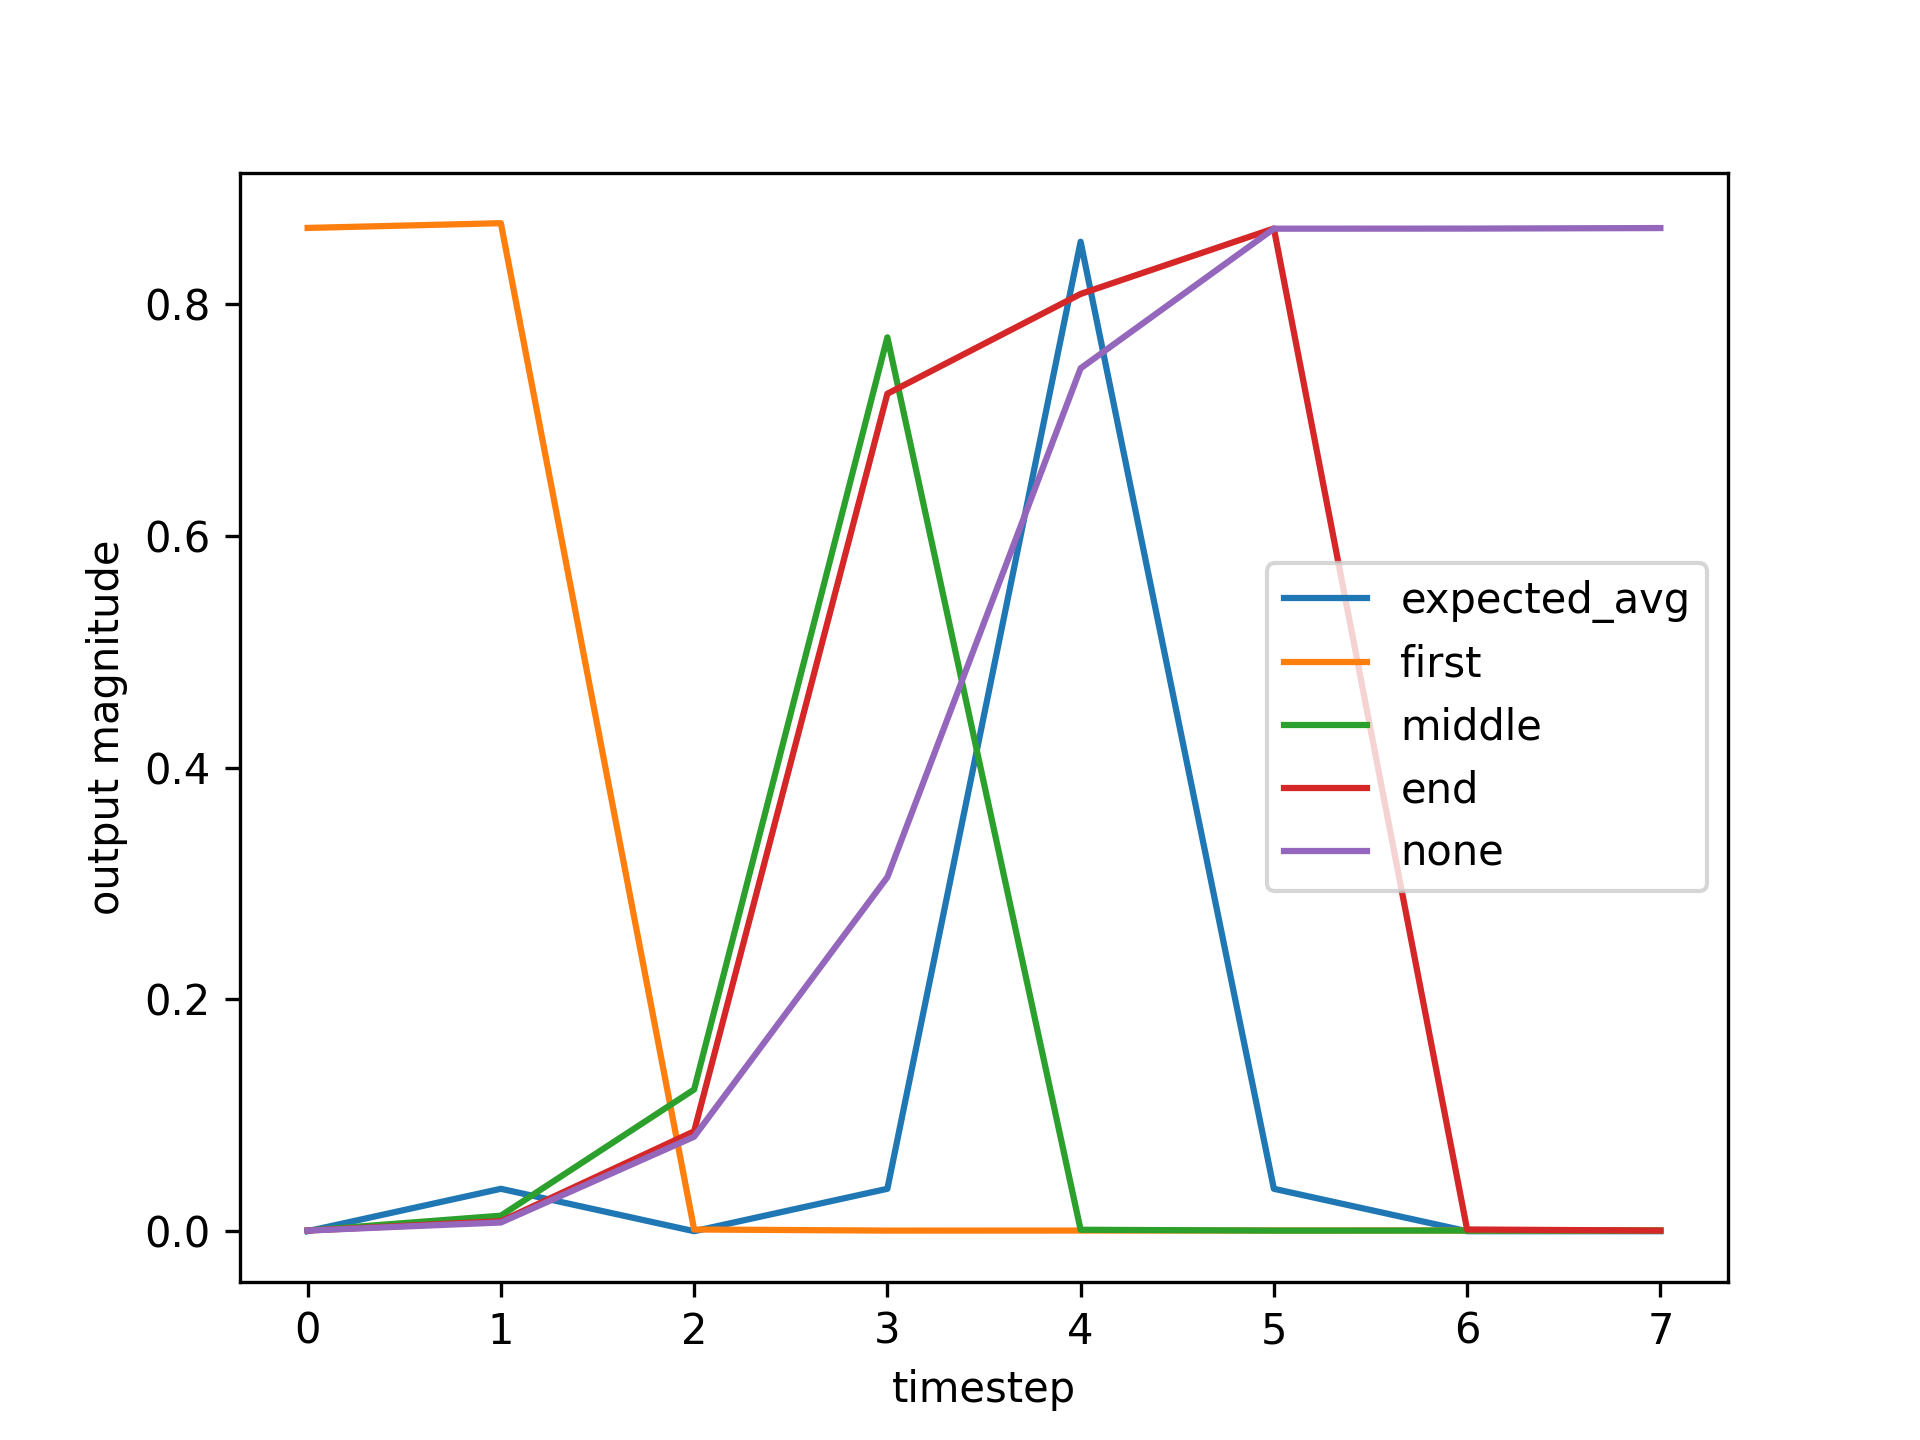 output magnitude
0.8
0.6
0.4
0.2
0.0
expected_avg
first
middle
end
none
0 1 2 3 4 5 6 7
timestep